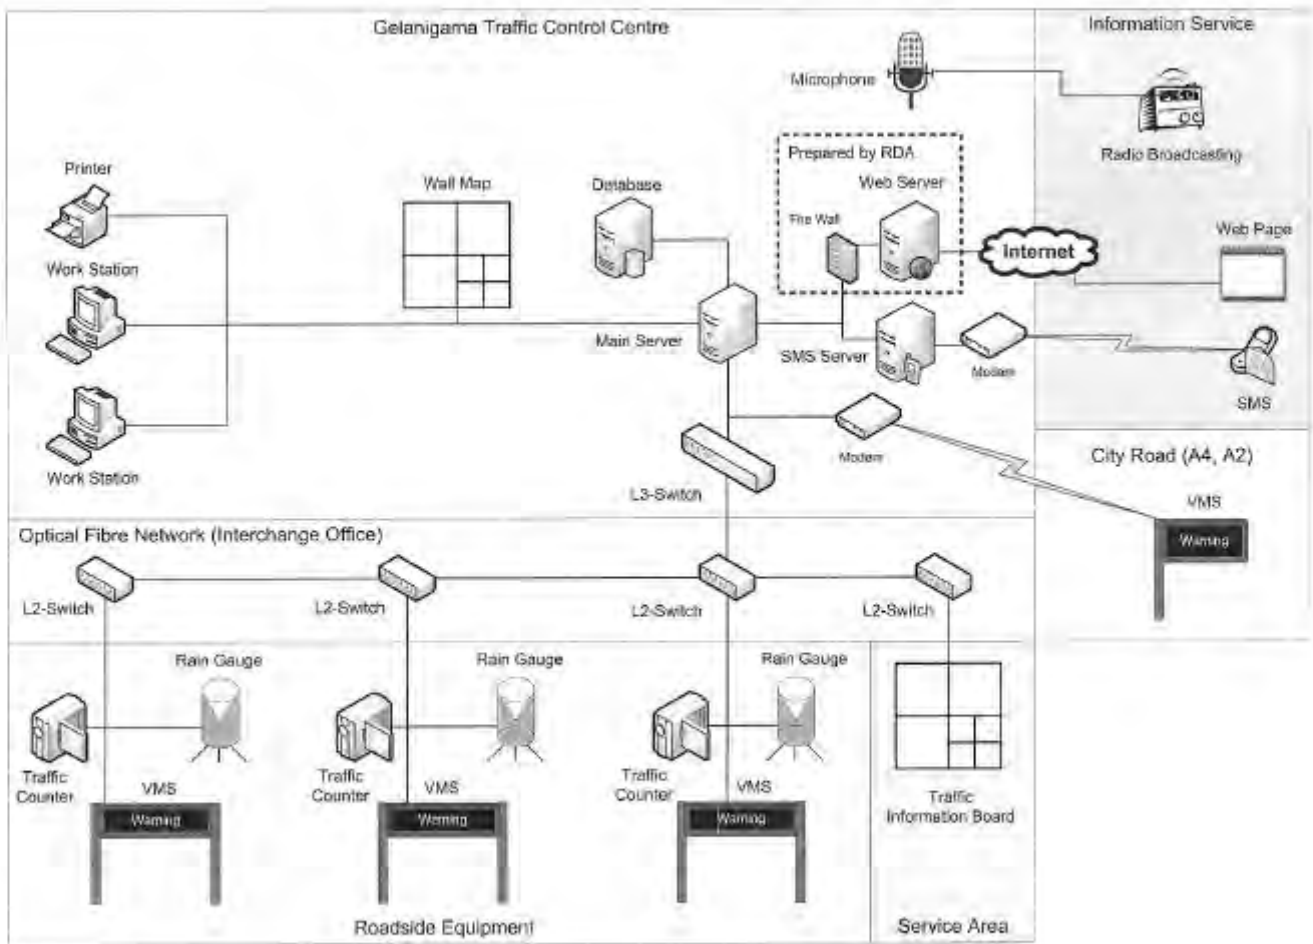 Gelanigama Traffic Control Centre
Information Service
Microphone
Radio Broadcasting
Prepared by RDA
Web Server
Fire Wall
Internet
Web Page
Printer
Wall Map
Database
Work Station
Main Server
SMS Server
Modem
SMS
Work Station
L3-Switch
Modem
City Road (A4, A2)
VMS
Warning
Optical Fibre Network (Interchange Office)
L2-Switch
L2-Switch
L2-Switch
L2-Switch
Rain Gauge
Rain Gauge
Rain Gauge
Traffic
Counter
VMS
Warning
Traffic
Counter
VMS
Warning
Traffic
Counter
VMS
Warning
Traffic
Information Board
Roadside Equipment
Service Area